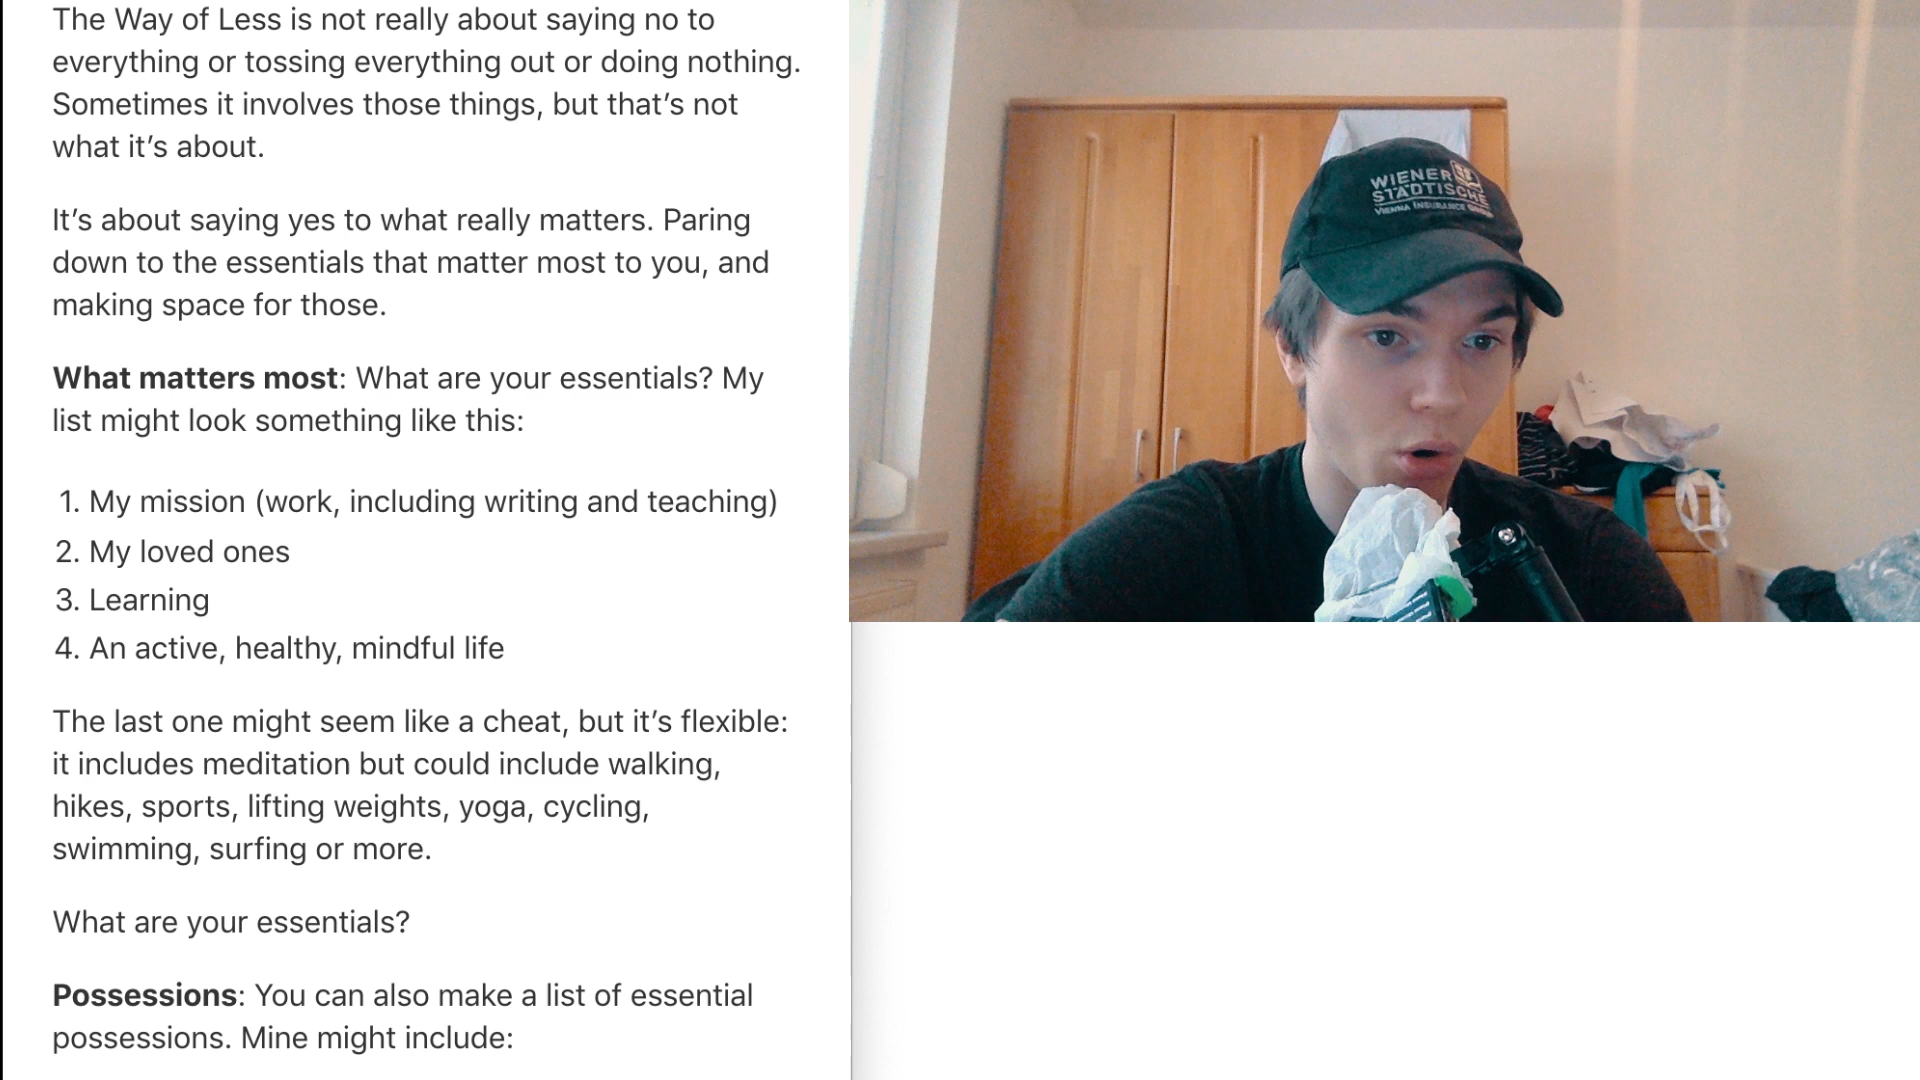 The Way of Less is not really about saying no to
everything or tossing everything out or doing nothing.
Sometimes it involves those things, but that’s not
what it’s about.
It’s about saying yes to what really matters. Paring
down to the essentials that matter most to you, and
making space for those.
What matters most: What are your essentials? My
list might look something like this:
1. My mission (work, including writing and teaching)
2. My loved ones
3. Learning
4. An active, healthy, mindful life
The last one might seem like a cheat, but it’s flexible:
it includes meditation but could include walking,
hikes, sports, lifting weights, yoga, cycling,
swimming, surfing or more.
What are your essentials?
Possessions: You can also make a list of essential
possessions. Mine might include:
WIENER
STÄDTISCHE
VIENNA INSURANCE GROUP